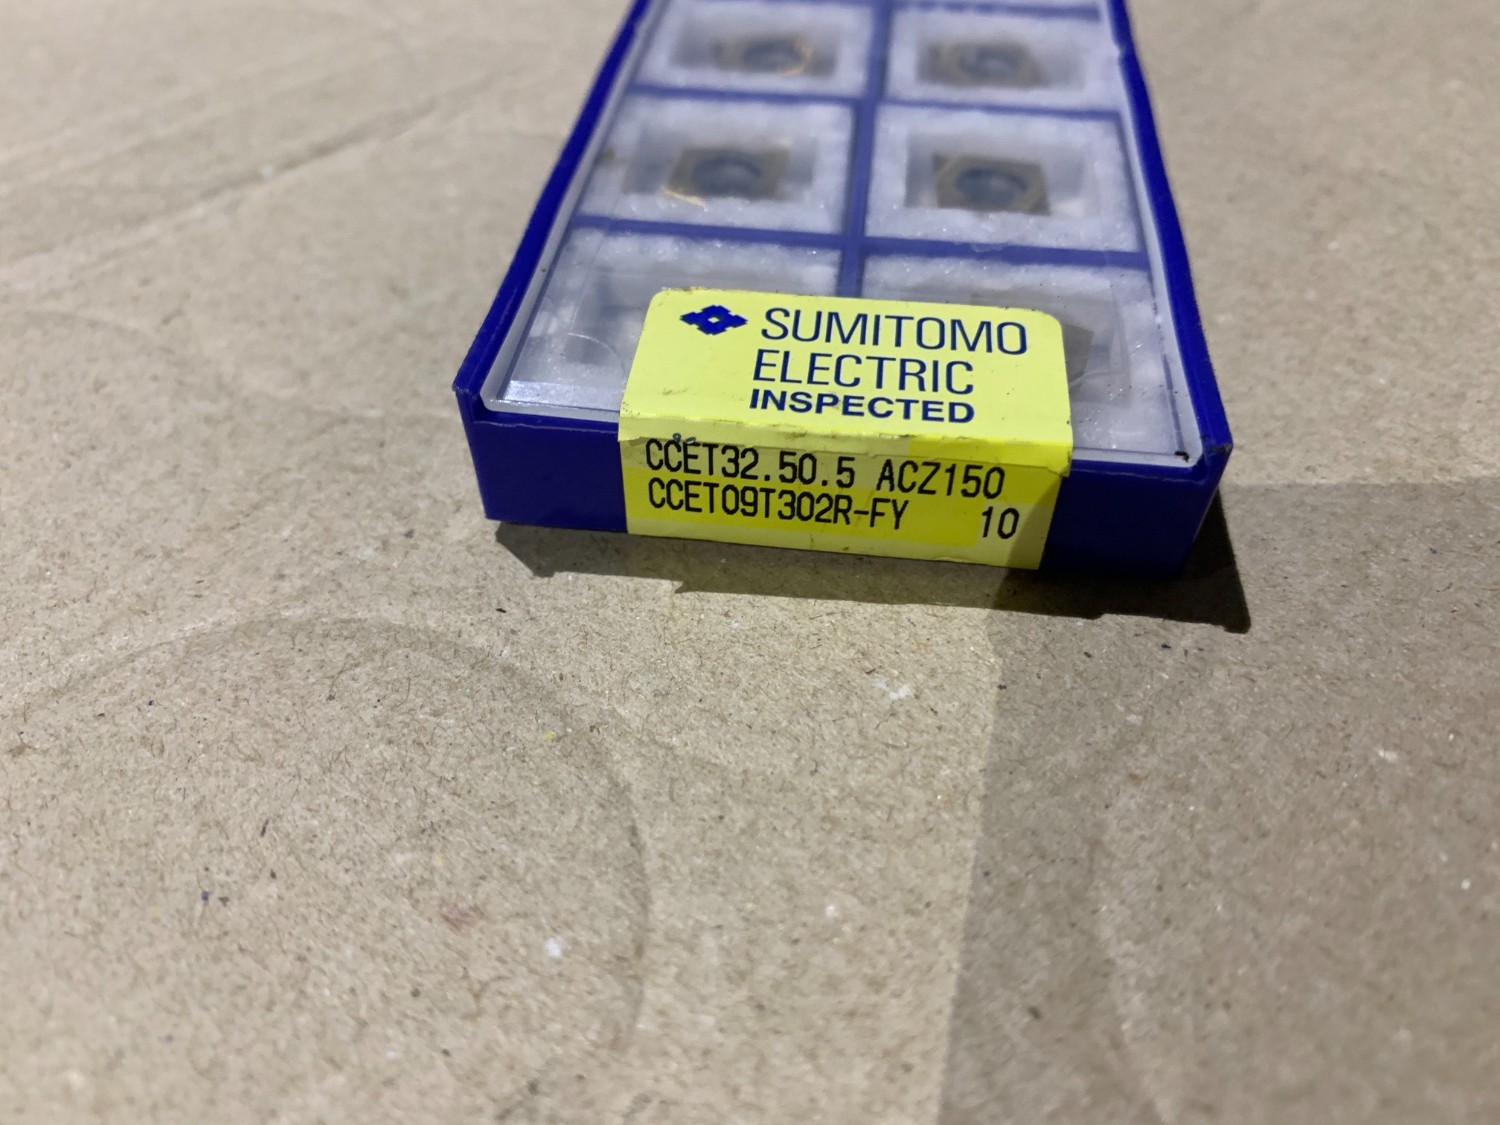 SUMITOMO
ELECTRIC
INSPECTED
CCET32.50.5 ACZ150
CCET09T302R-FY 10